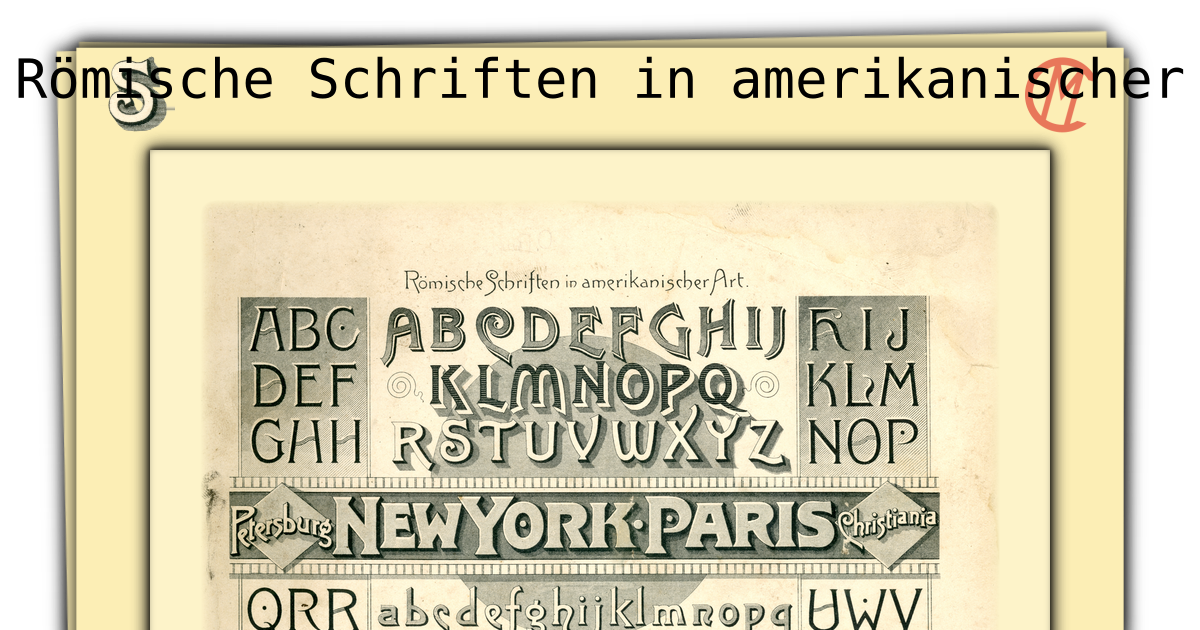 Römische Schriften in amerikanischer
S
Römische Schriften in amerikanischer Art.
ABC
DEF
GHH
ABCDEFGHIJ
KLMNOPQ
RSTUVWXYZ
KIJ
KLM
NOP
Petersburg NEW YORK · PARIS Christiania
QRR abcdefghijklmnopq UWV